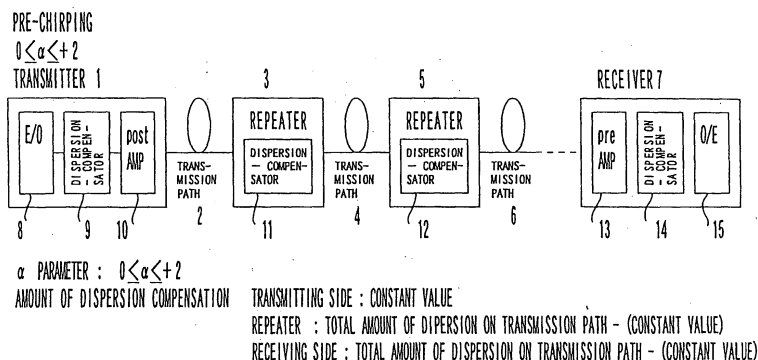 PRE-CHIRPING
0≤α≤+2
TRANSMITTER 1
3
5
RECEIVER 7
E/O
DISPERSION
-COMPEN-
SATOR
post
AMP
REPEATER
DISPERSION
- COMPEN-
SATOR
REPEATER
DISPERSION
- COMPEN-
SATOR
pre
AMP
DISPERSION
-COMPEN-
SATOR
O/E
TRANS-
MISSION
PATH
2
TRANS-
MISSION
PATH
4
TRANS-
MISSION
PATH
6
8
9
10
11
12
13
14
15
α PARAMETER : 0≤α≤+2
AMOUNT OF DISPERSION COMPENSATION
TRANSMITTING SIDE : CONSTANT VALUE
REPEATER : TOTAL AMOUNT OF DIPERSION ON TRANSMISSION PATH - (CONSTANT VALUE)
RECEIVING SIDE : TOTAL AMOUNT OF DISPERSION ON TRANSMISSION PATH - (CONSTANT VALUE)